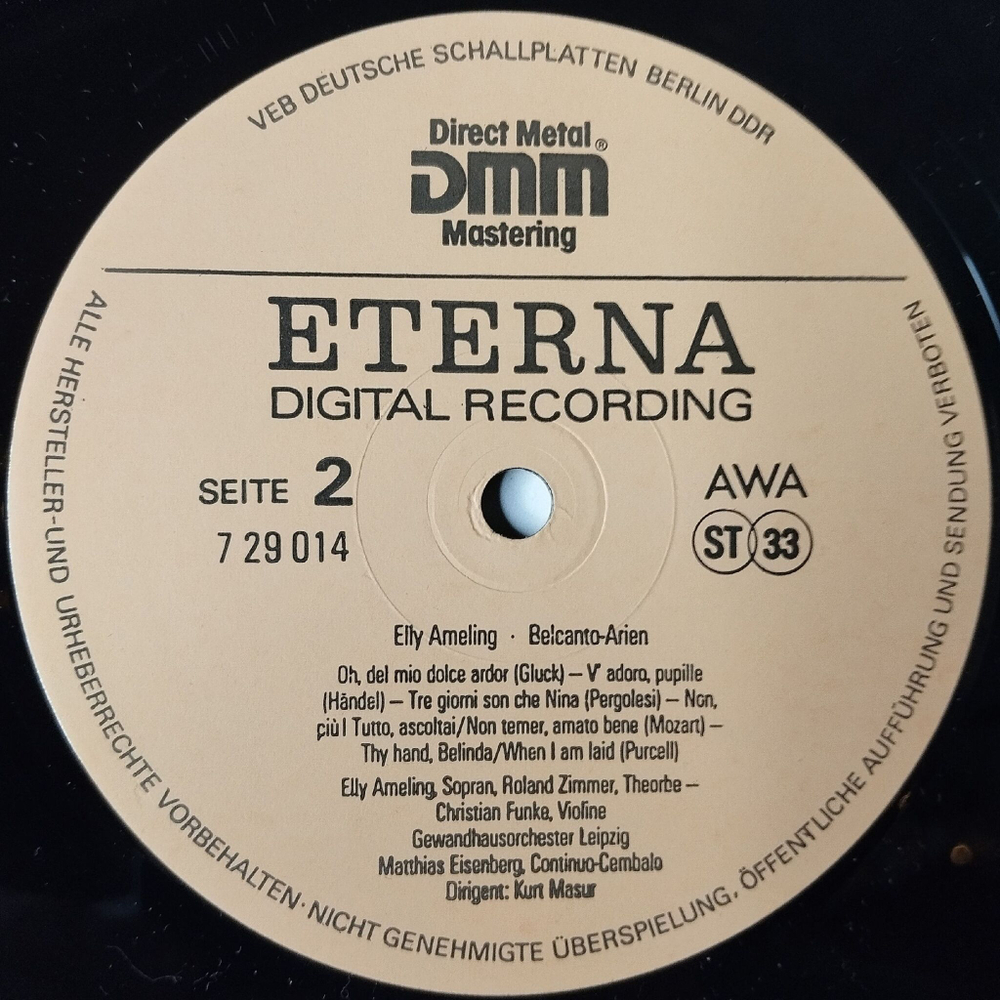 VEB DEUTSCHE SCHALLPLATTEN BERLIN DDR
Direct Metal ®
DMM
Mastering
ETERNA
DIGITAL RECORDING
SEITE 2
7 29 014
AWA
ST 33
Elly Ameling · Belcanto-Arien
Oh, del mio dolce ardor (Gluck) — V' adoro, pupille
(Händel) — Tre giorni son che Nina (Pergolesi) — Non,
più! Tutto, ascoltai/Non temer, amato bene (Mozart) —
Thy hand, Belinda/When I am laid (Purcell)
Elly Ameling, Sopran, Roland Zimmer, Theorbe —
Christian Funke, Violine
Gewandhausorchester Leipzig
Matthias Eisenberg, Continuo-Cembalo
Dirigent: Kurt Masur
ALLE HERSTELLER-UND URHEBERRECHTE VORBEHALTEN · NICHT GENEHMIGTE ÜBERSPIELUNG, ÖFFENTLICHE AUFFÜHRUNG UND SENDUNG VERBOTEN